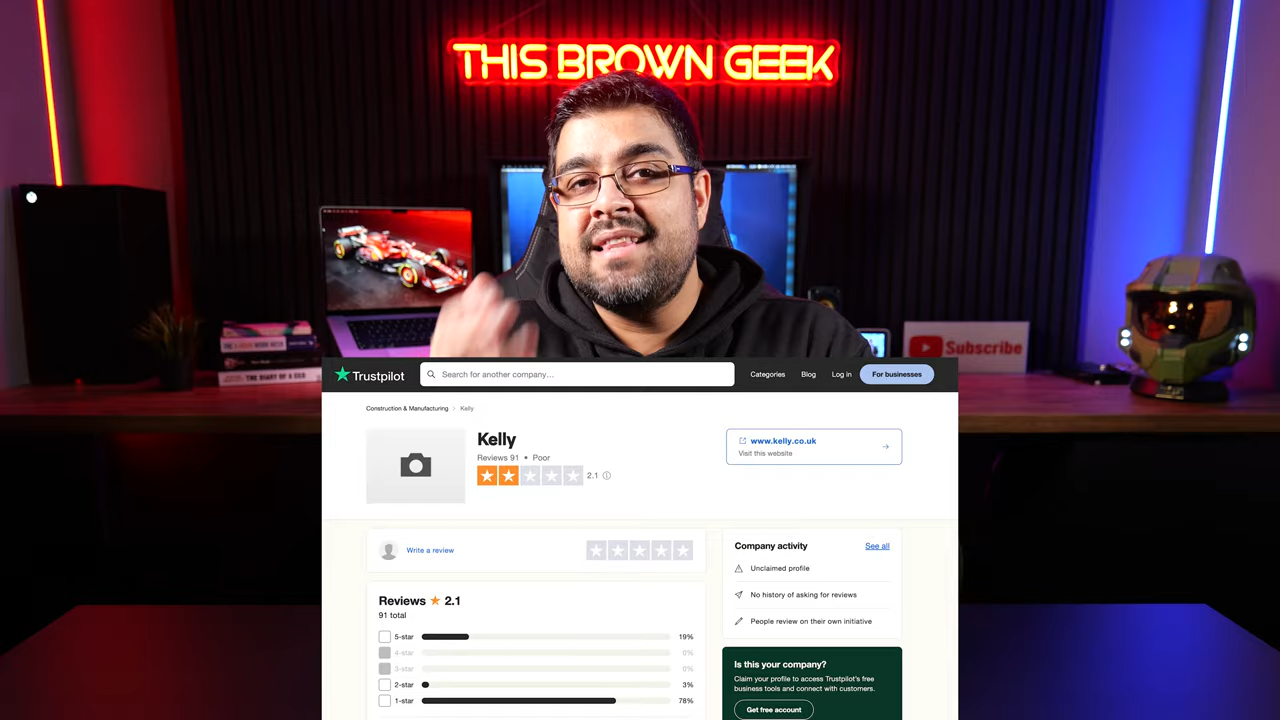 THIS BROWN GEEK
THE DIARY OF A CEO
Subscribe
Trustpilot
Search for another company…
Categories
Blog
Log in
For businesses
Construction & Manufacturing > Kelly
Kelly
Reviews 91 • Poor
2.1
www.kelly.co.uk
Visit this website
Write a review
Company activity
See all
Unclaimed profile
No history of asking for reviews
People review on their own initiative
Reviews ★ 2.1
91 total
5-star 19%
4-star 0%
3-star 0%
2-star 3%
1-star 78%
Is this your company?
Claim your profile to access Trustpilot's free
business tools and connect with customers.
Get free account